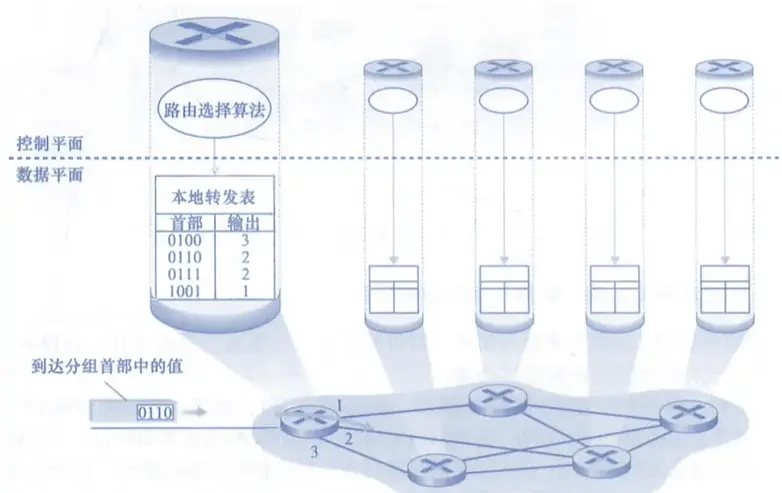 路由选择算法
控制平面
数据平面
本地转发表
首部 输出
0100 3
0110 2
0111 2
1001 1
到达分组首部中的值
0110
1
2
3